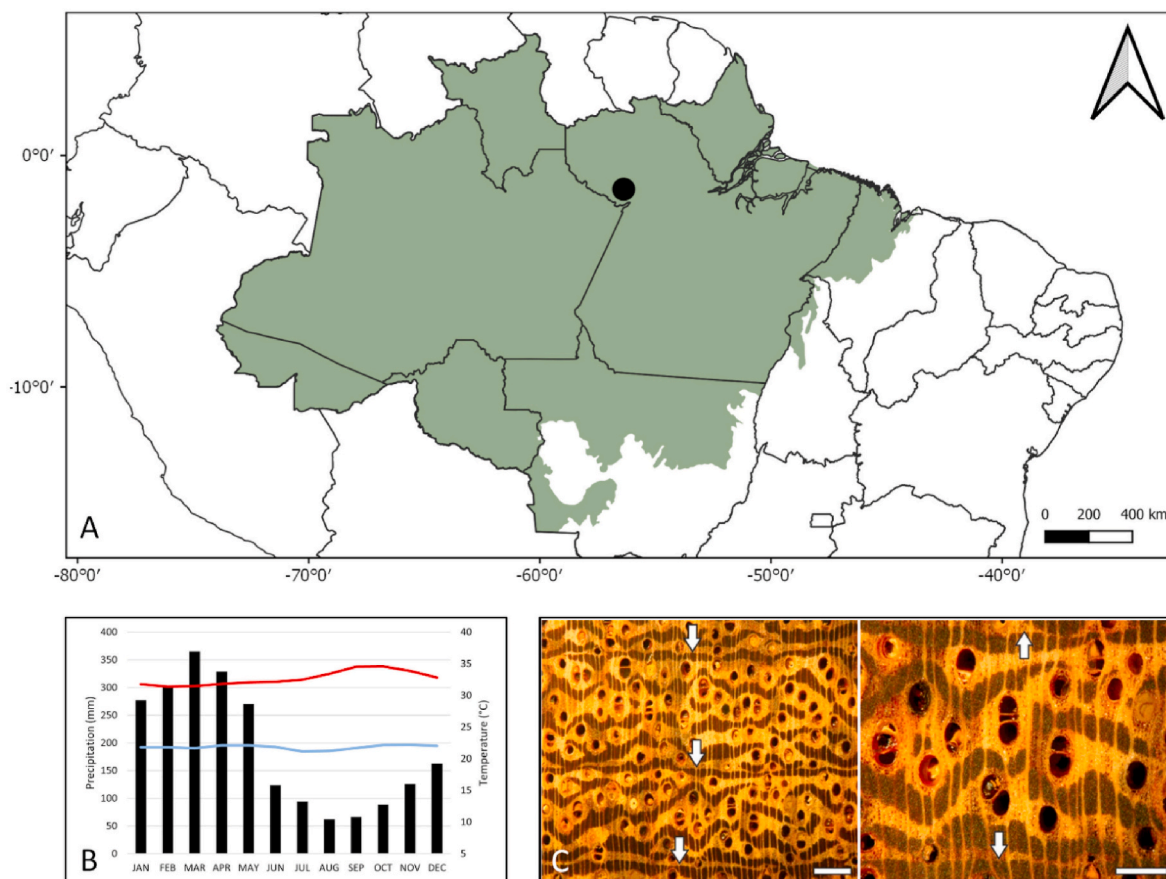 0°0′
-10°0′
A
0 200 400 km
-80°0′ -70°0′ -60°0′ -50°0′ -40°0′
400 40
350 35
300 30
250 25
200 20
150 15
100 10
50
0 5
Precipitation (mm)
Temperature (°C)
JAN FEB MAR APR MAY JUN JUL AUG SEP OCT NOV DEC
B
C